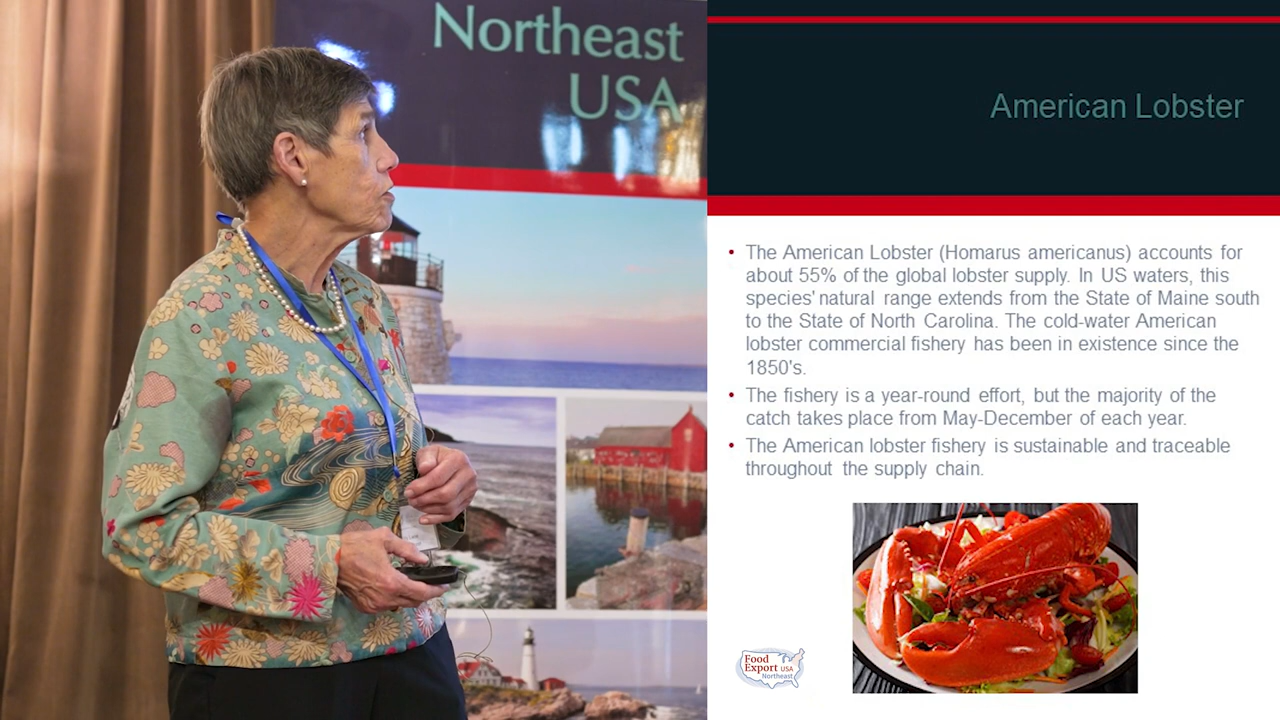 Northeast
USA
American Lobster
• The American Lobster (Homarus americanus) accounts for
about 55% of the global lobster supply. In US waters, this
species' natural range extends from the State of Maine south
to the State of North Carolina. The cold-water American
lobster commercial fishery has been in existence since the
1850's.
• The fishery is a year-round effort, but the majority of the
catch takes place from May-December of each year.
• The American lobster fishery is sustainable and traceable
throughout the supply chain.
Food
Export USA
Northeast